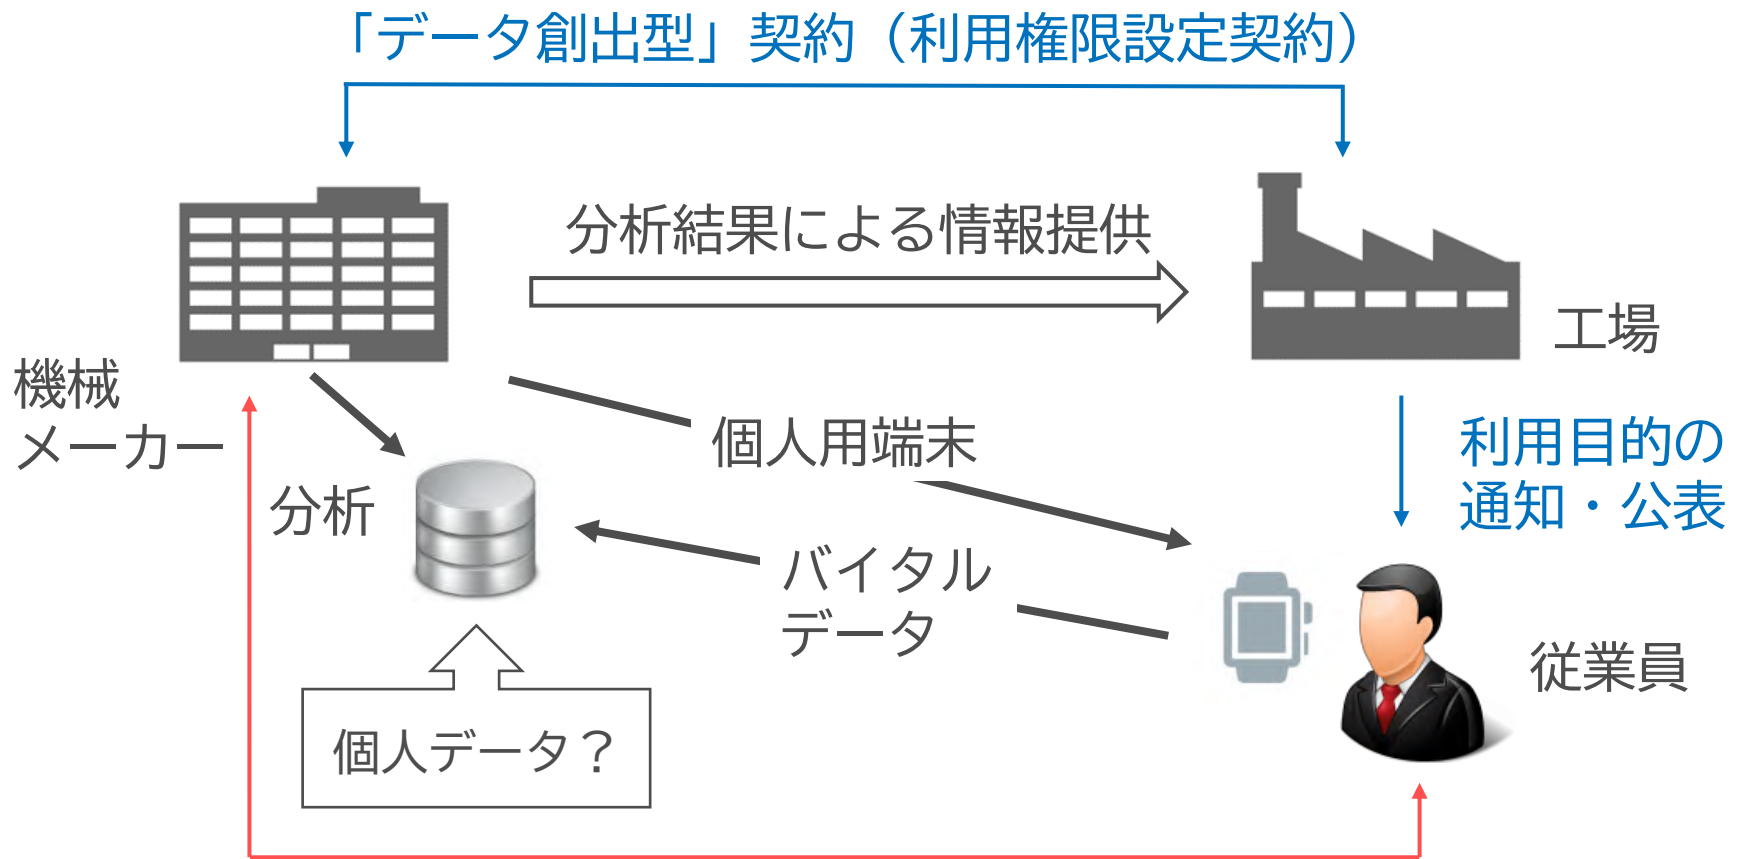 「データ創出型」契約（利用権限設定契約）
分析結果による情報提供
工場
機械
メーカー
個人用端末
利用目的の
通知・公表
分析
バイタル
データ
従業員
個人データ？